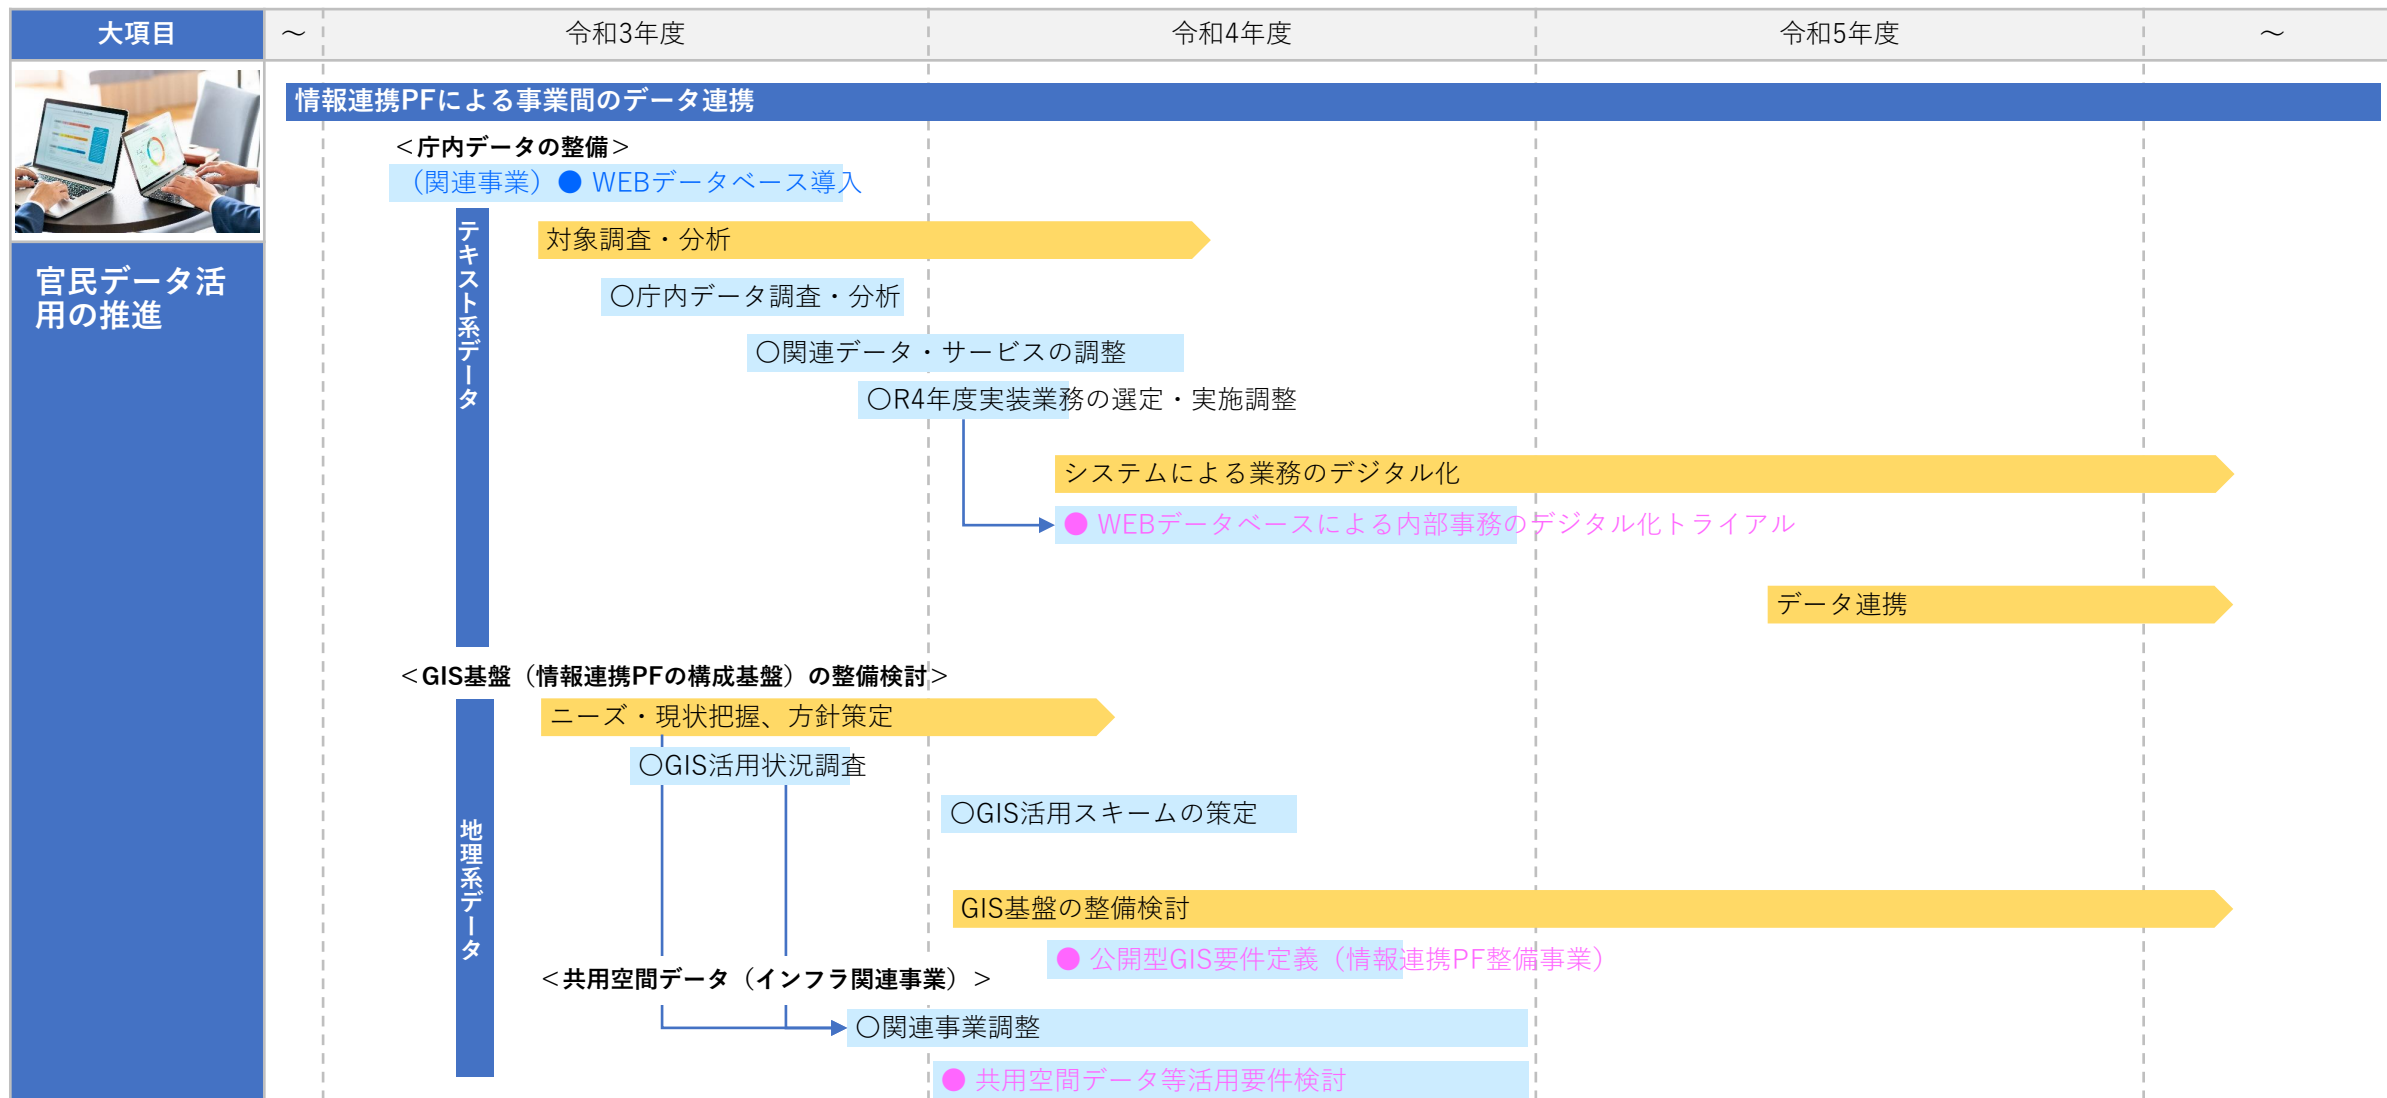 大項目
～
令和3年度
令和4年度
令和5年度
～
官民データ活
用の推進
情報連携PFによる事業間のデータ連携
＜庁内データの整備＞
（関連事業）● WEBデータベース導入
テキスト系データ
対象調査・分析
〇庁内データ調査・分析
〇関連データ・サービスの調整
〇R4年度実装業務の選定・実施調整
システムによる業務のデジタル化
● WEBデータベースによる内部事務のデジタル化トライアル
データ連携
＜GIS基盤（情報連携PFの構成基盤）の整備検討＞
地理系データ
ニーズ・現状把握、方針策定
〇GIS活用状況調査
〇GIS活用スキームの策定
GIS基盤の整備検討
● 公開型GIS要件定義（情報連携PF整備事業）
＜共用空間データ（インフラ関連事業）＞
〇関連事業調整
● 共用空間データ等活用要件検討